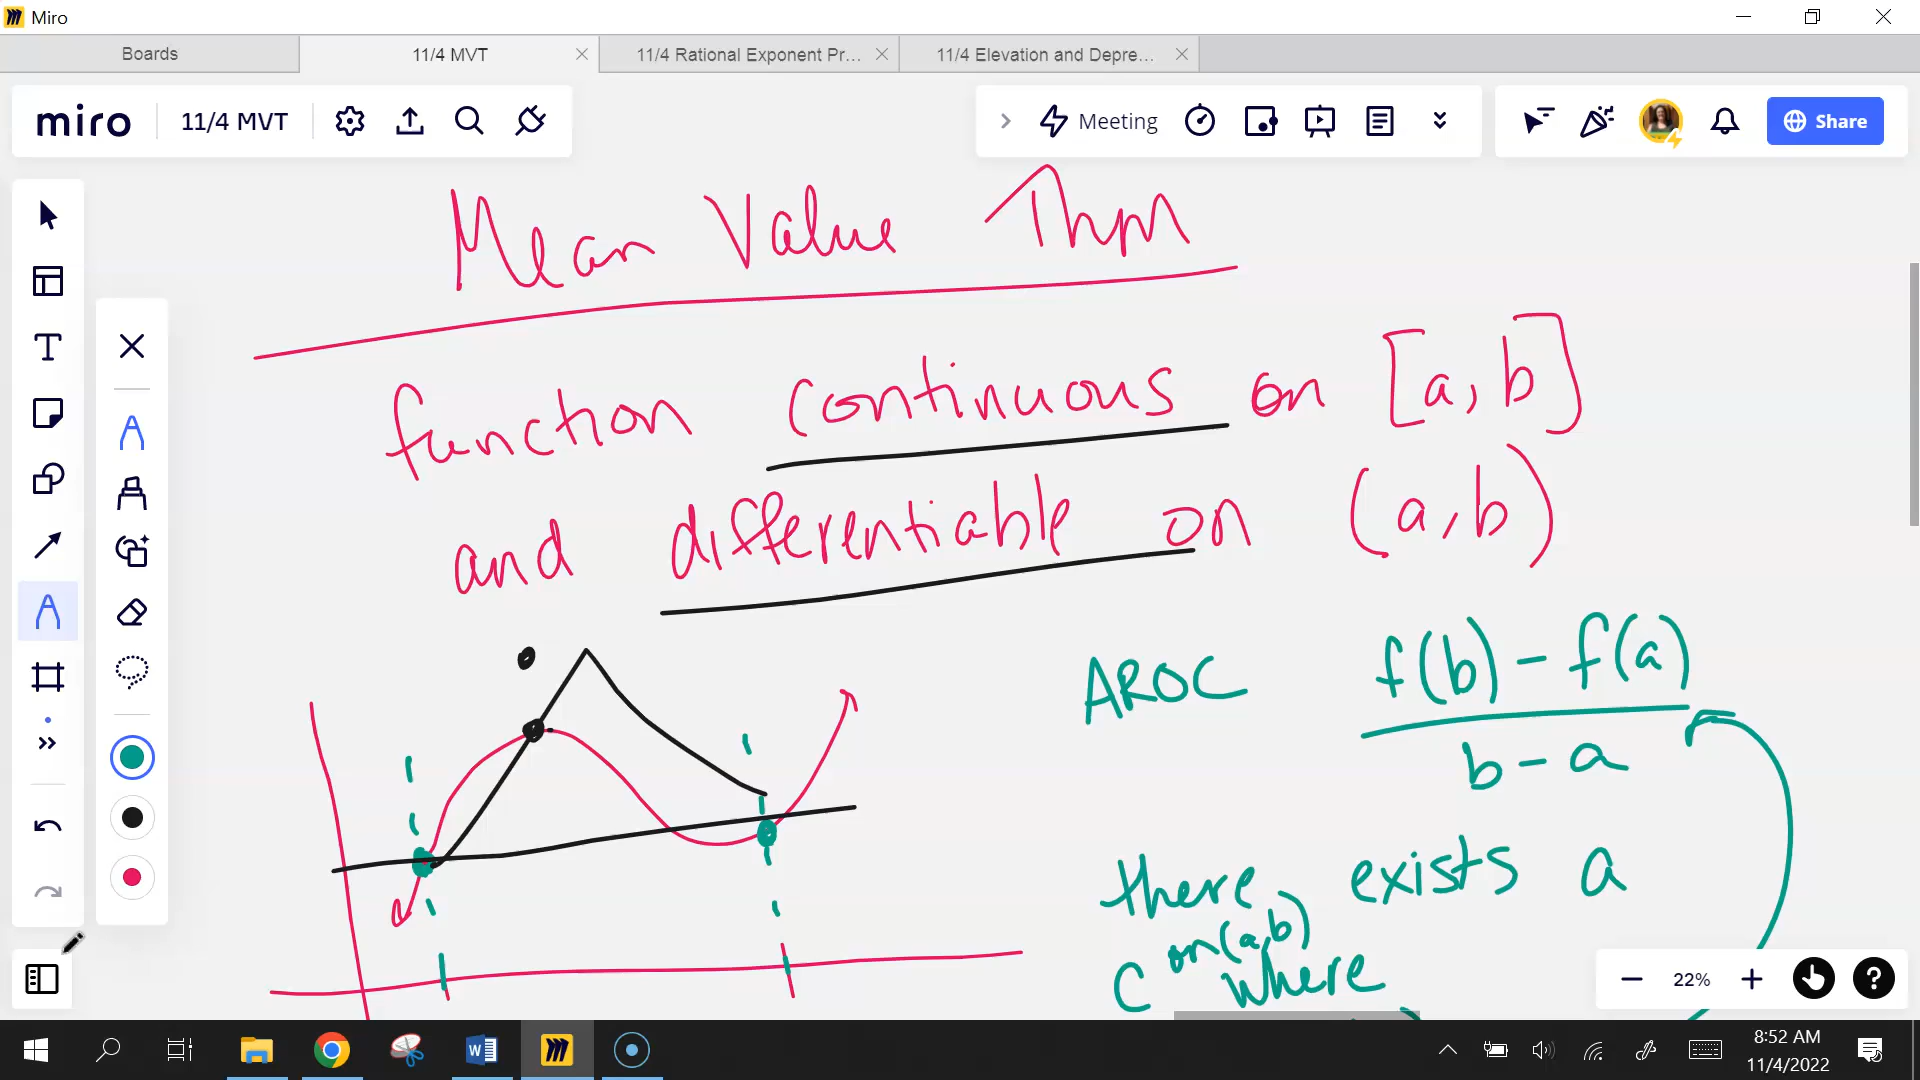 Miro
Boards
11/4 MVT
11/4 Rational Exponent Pr...
11/4 Elevation and Depre...
miro
11/4 MVT
Meeting
Share
Mean Value Thm
function continuous on [a, b]
and differentiable on (a, b)
AROC f(b) - f(a)
b - a
there exists a
on (a, b)
C where
22%
8:52 AM
11/4/2022